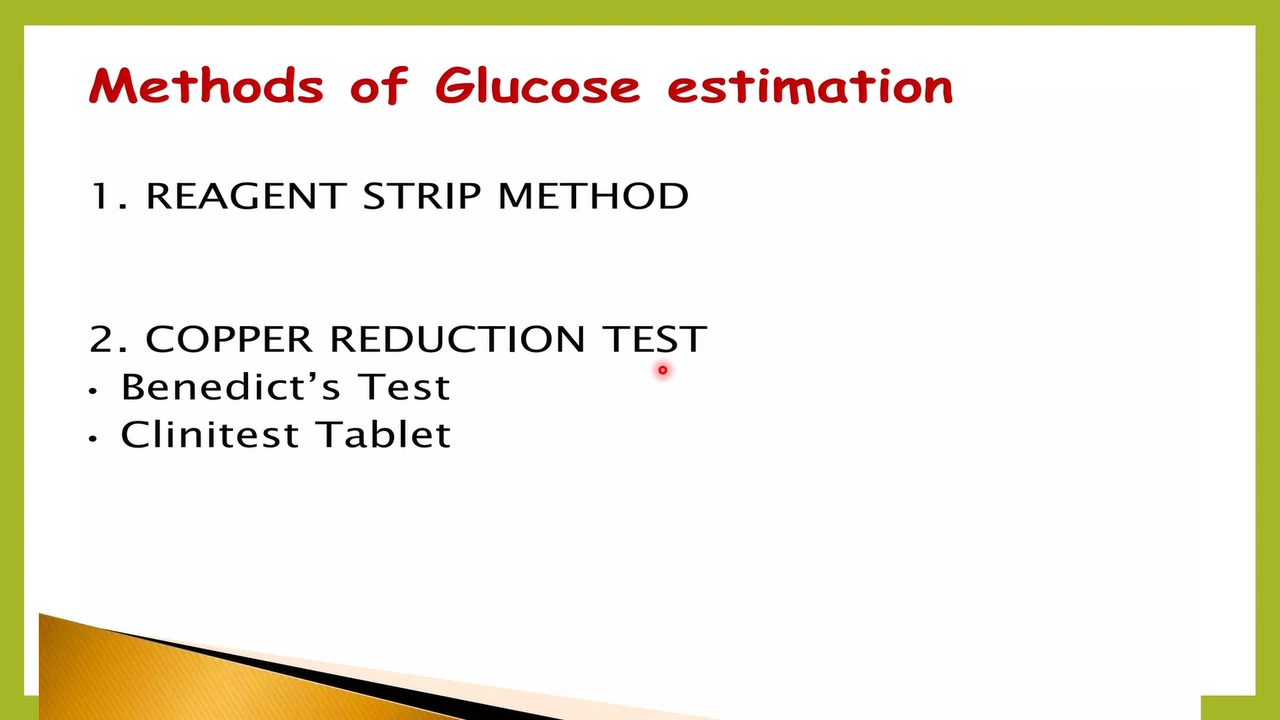 Methods of Glucose estimation
1. REAGENT STRIP METHOD
2. COPPER REDUCTION TEST
• Benedict’s Test
• Clinitest Tablet